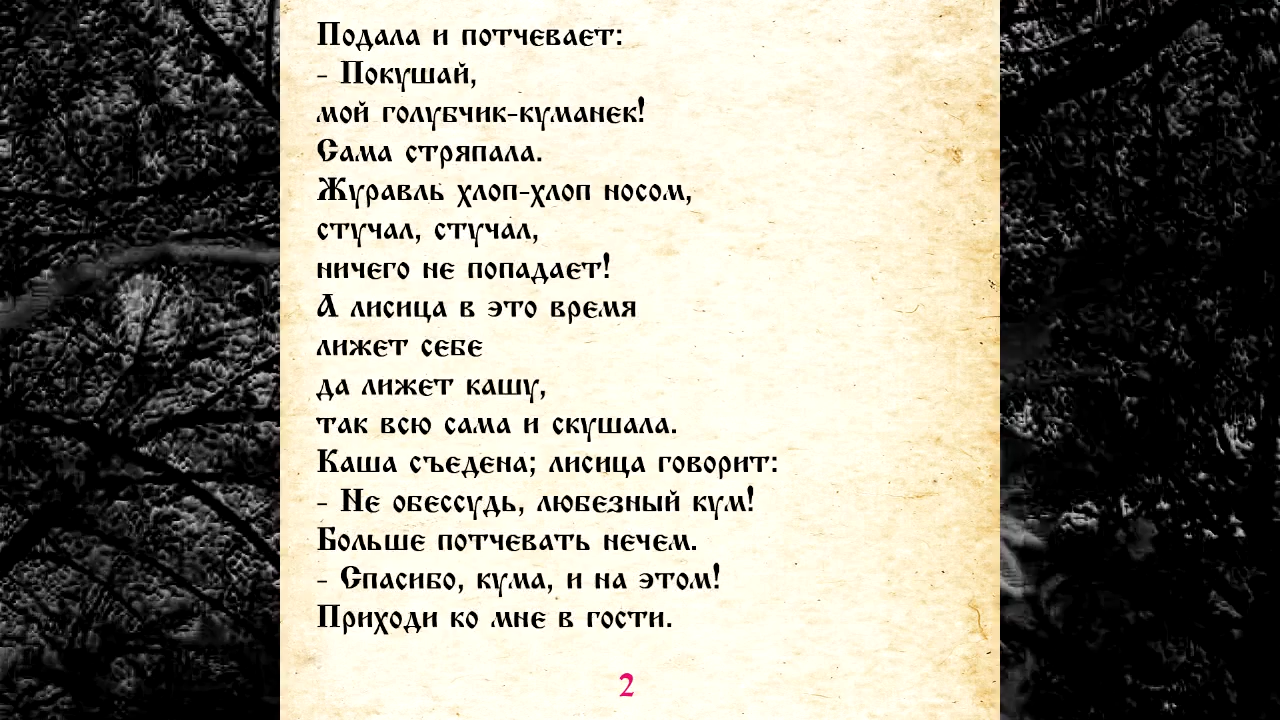 Подала и потчевает:
- Покушай,
мой голубчик-куманек!
Сама стряпала.
Журавль хлоп-хлоп носом,
стучал, стучал,
ничего не попадает!
А лисица в это время
лижет себе
да лижет кашу,
так всю сама и скушала.
Каша съедена; лисица говорит:
- Не обессудь, любезный кум!
Больше потчевать нечем.
- Спасибо, кума, и на этом!
Приходи ко мне в гости.
2